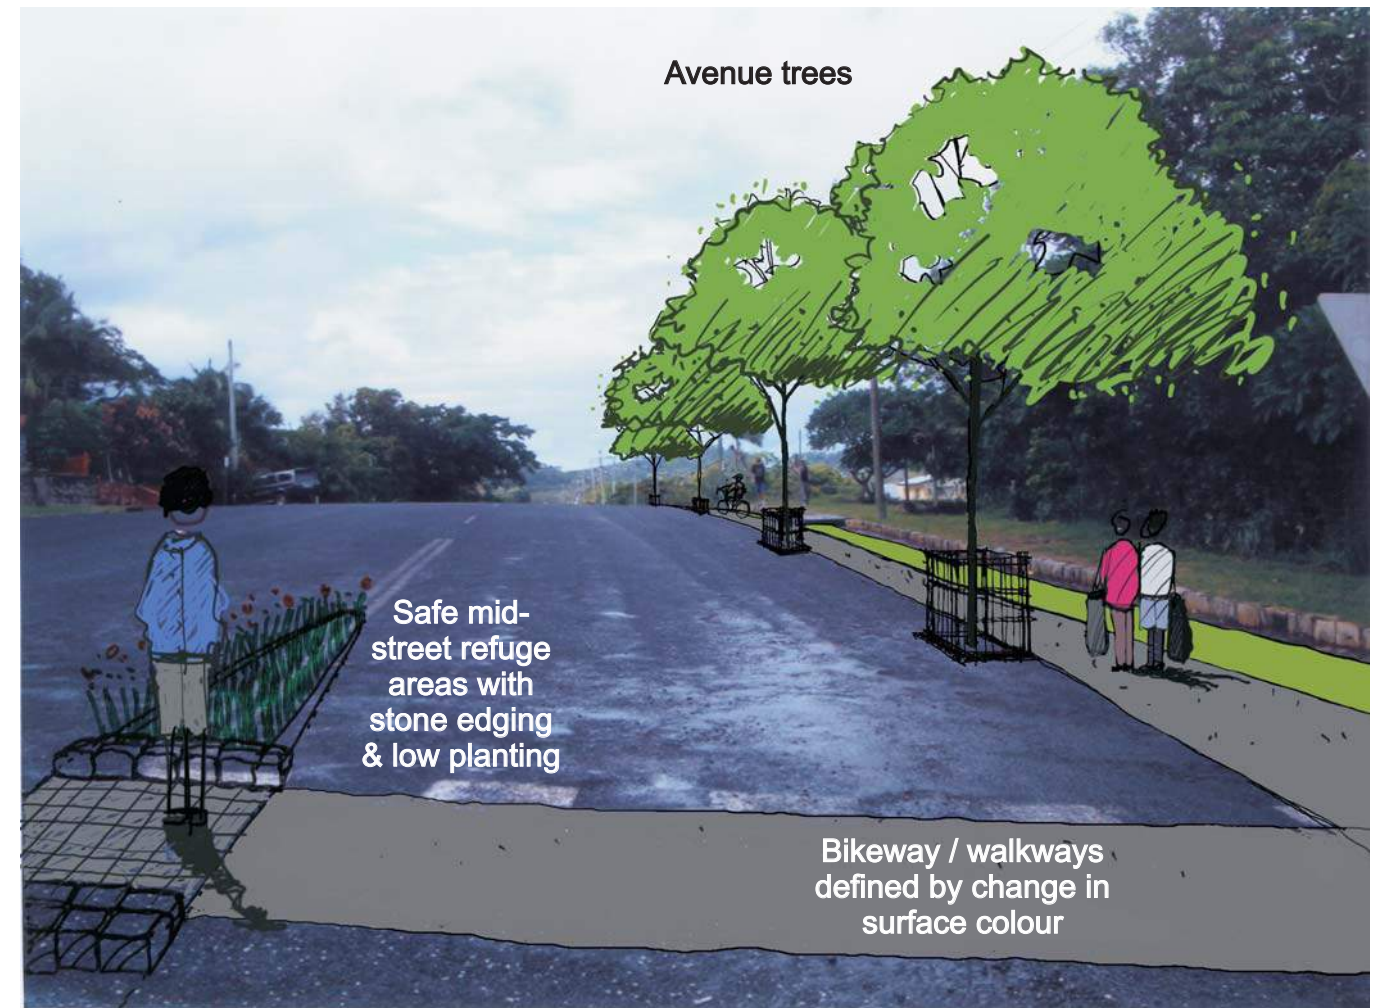 Avenue trees
Safe mid-
street refuge
areas with
stone edging
& low planting
Bikeway / walkways
defined by change in
surface colour